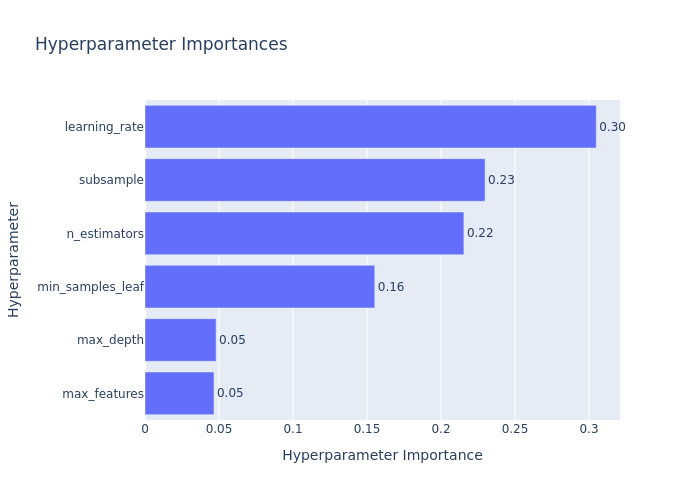 Hyperparameter Importances
Hyperparameter
learning_rate 0.30
subsample 0.23
n_estimators 0.22
min_samples_leaf 0.16
max_depth 0.05
max_features 0.05
0 0.05 0.1 0.15 0.2 0.25 0.3
Hyperparameter Importance